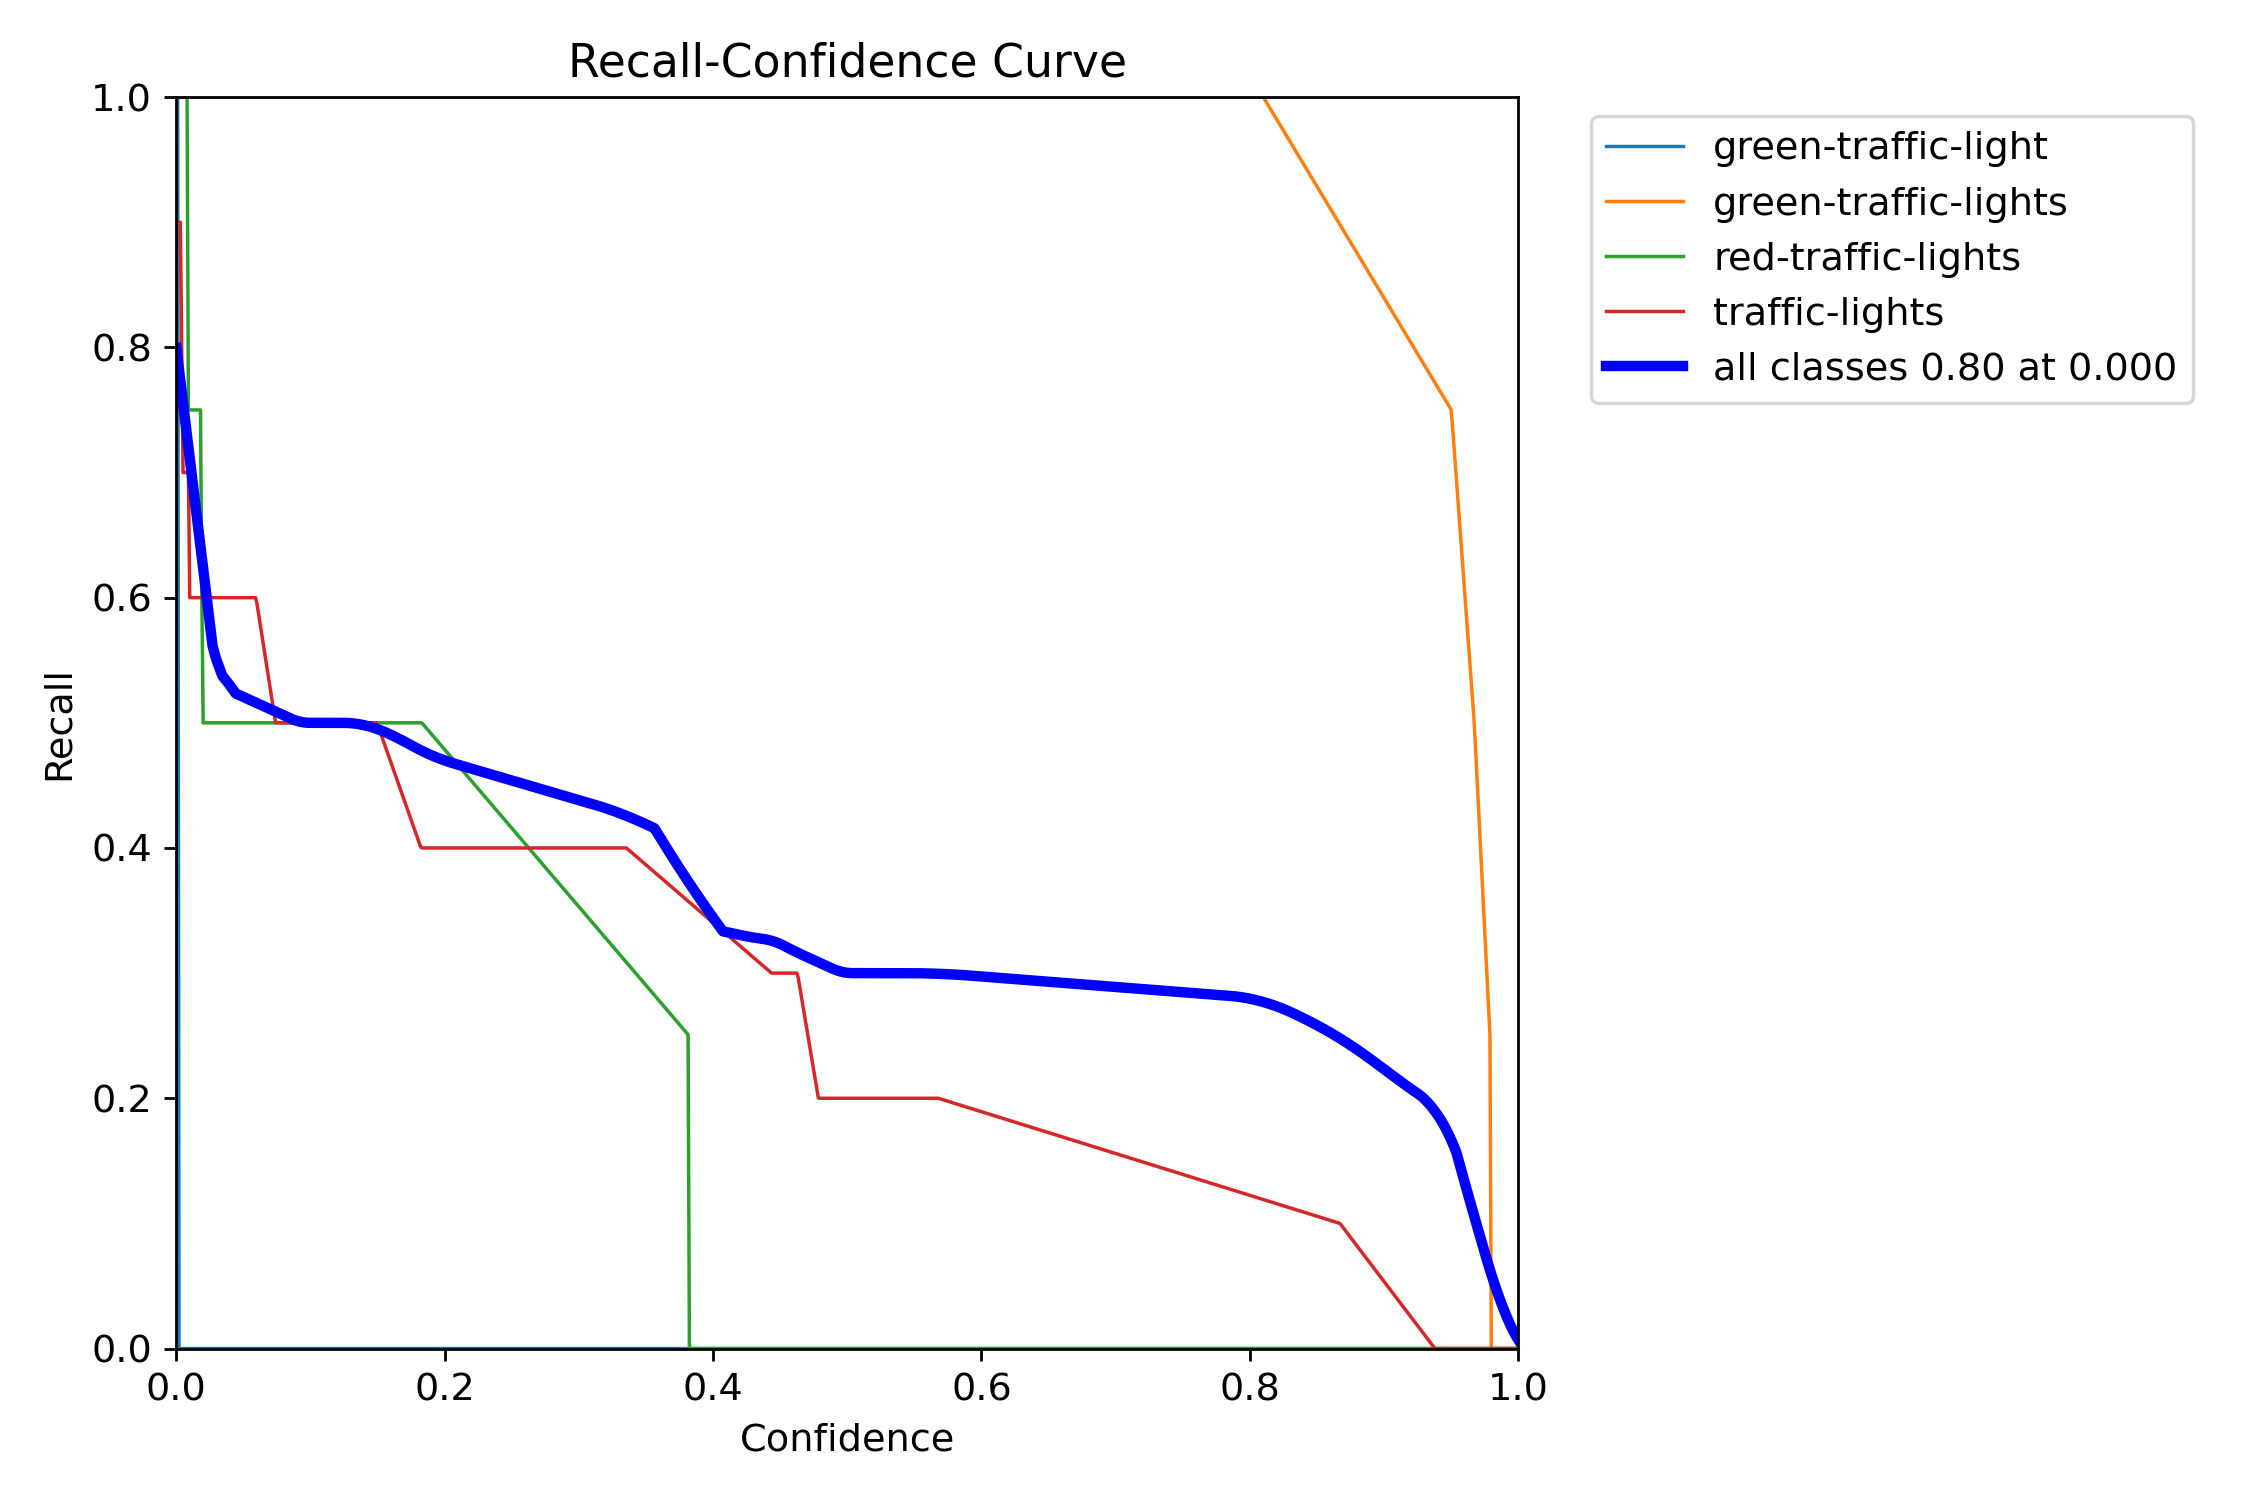 Recall-Confidence Curve
1.0
0.8
0.6
0.4
0.2
0.0
Recall
0.0 0.2 0.4 0.6 0.8 1.0
Confidence
green-traffic-light
green-traffic-lights
red-traffic-lights
traffic-lights
all classes 0.80 at 0.000